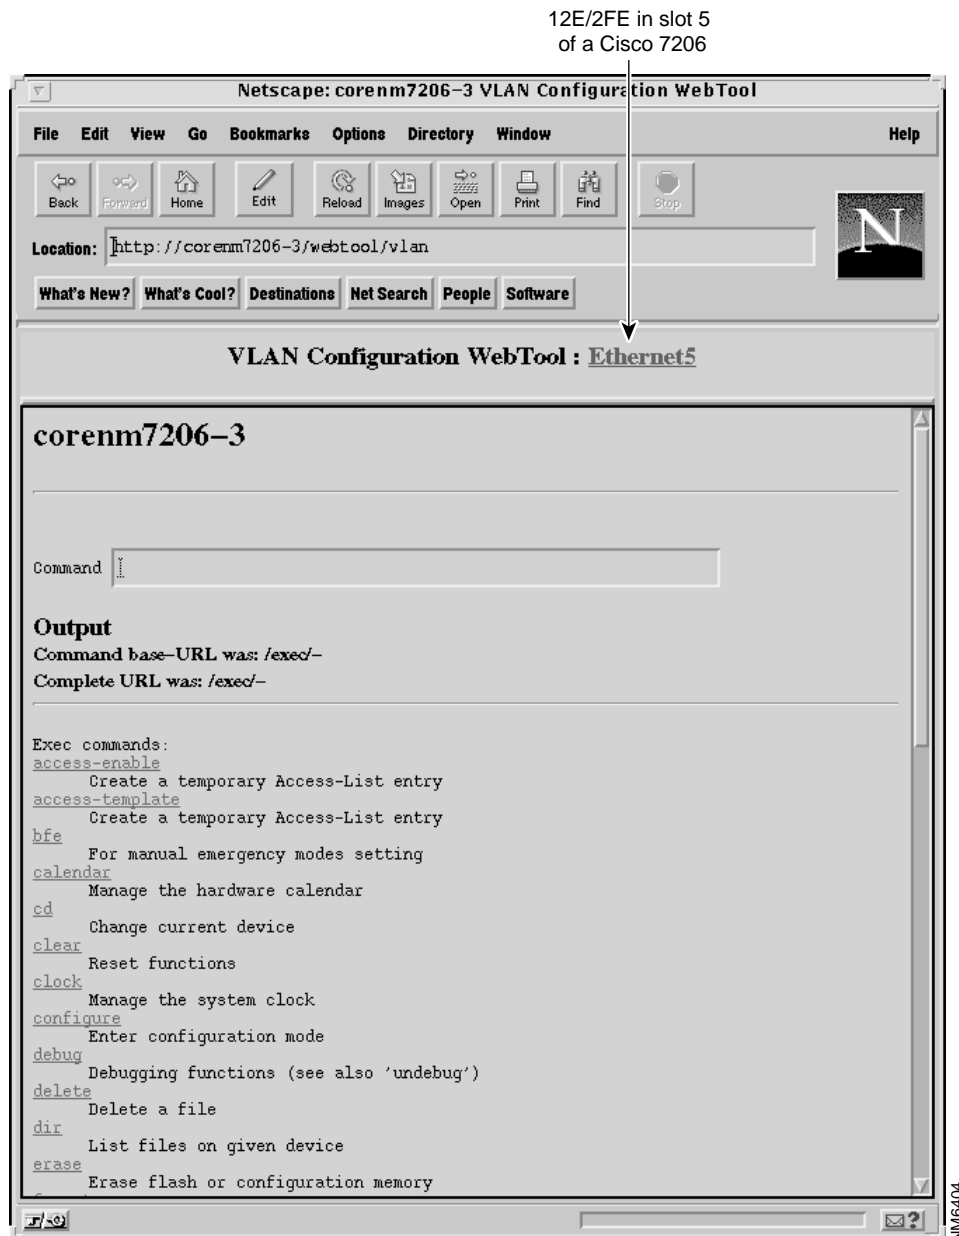 12E/2FE in slot 5
of a Cisco 7206
Netscape: corenm7206-3 VLAN Configuration WebTool
File Edit View Go Bookmarks Options Directory Window Help
Back Forward Home Edit Reload Images Open Print Find Stop
N
Location: http://corenm7206-3/webtool/vlan
What's New? What's Cool? Destinations Net Search People Software
VLAN Configuration WebTool : Ethernet5
corenm7206-3
Command
Output
Command base-URL was: /exec/-
Complete URL was: /exec/-
Exec commands:
access-enable
Create a temporary Access-List entry
access-template
Create a temporary Access-List entry
bfe
For manual emergency modes setting
calendar
Manage the hardware calendar
cd
Change current device
clear
Reset functions
clock
Manage the system clock
configure
Enter configuration mode
debug
Debugging functions (see also 'undebug')
delete
Delete a file
dir
List files on given device
erase
Erase flash or configuration memory
?
NM6404